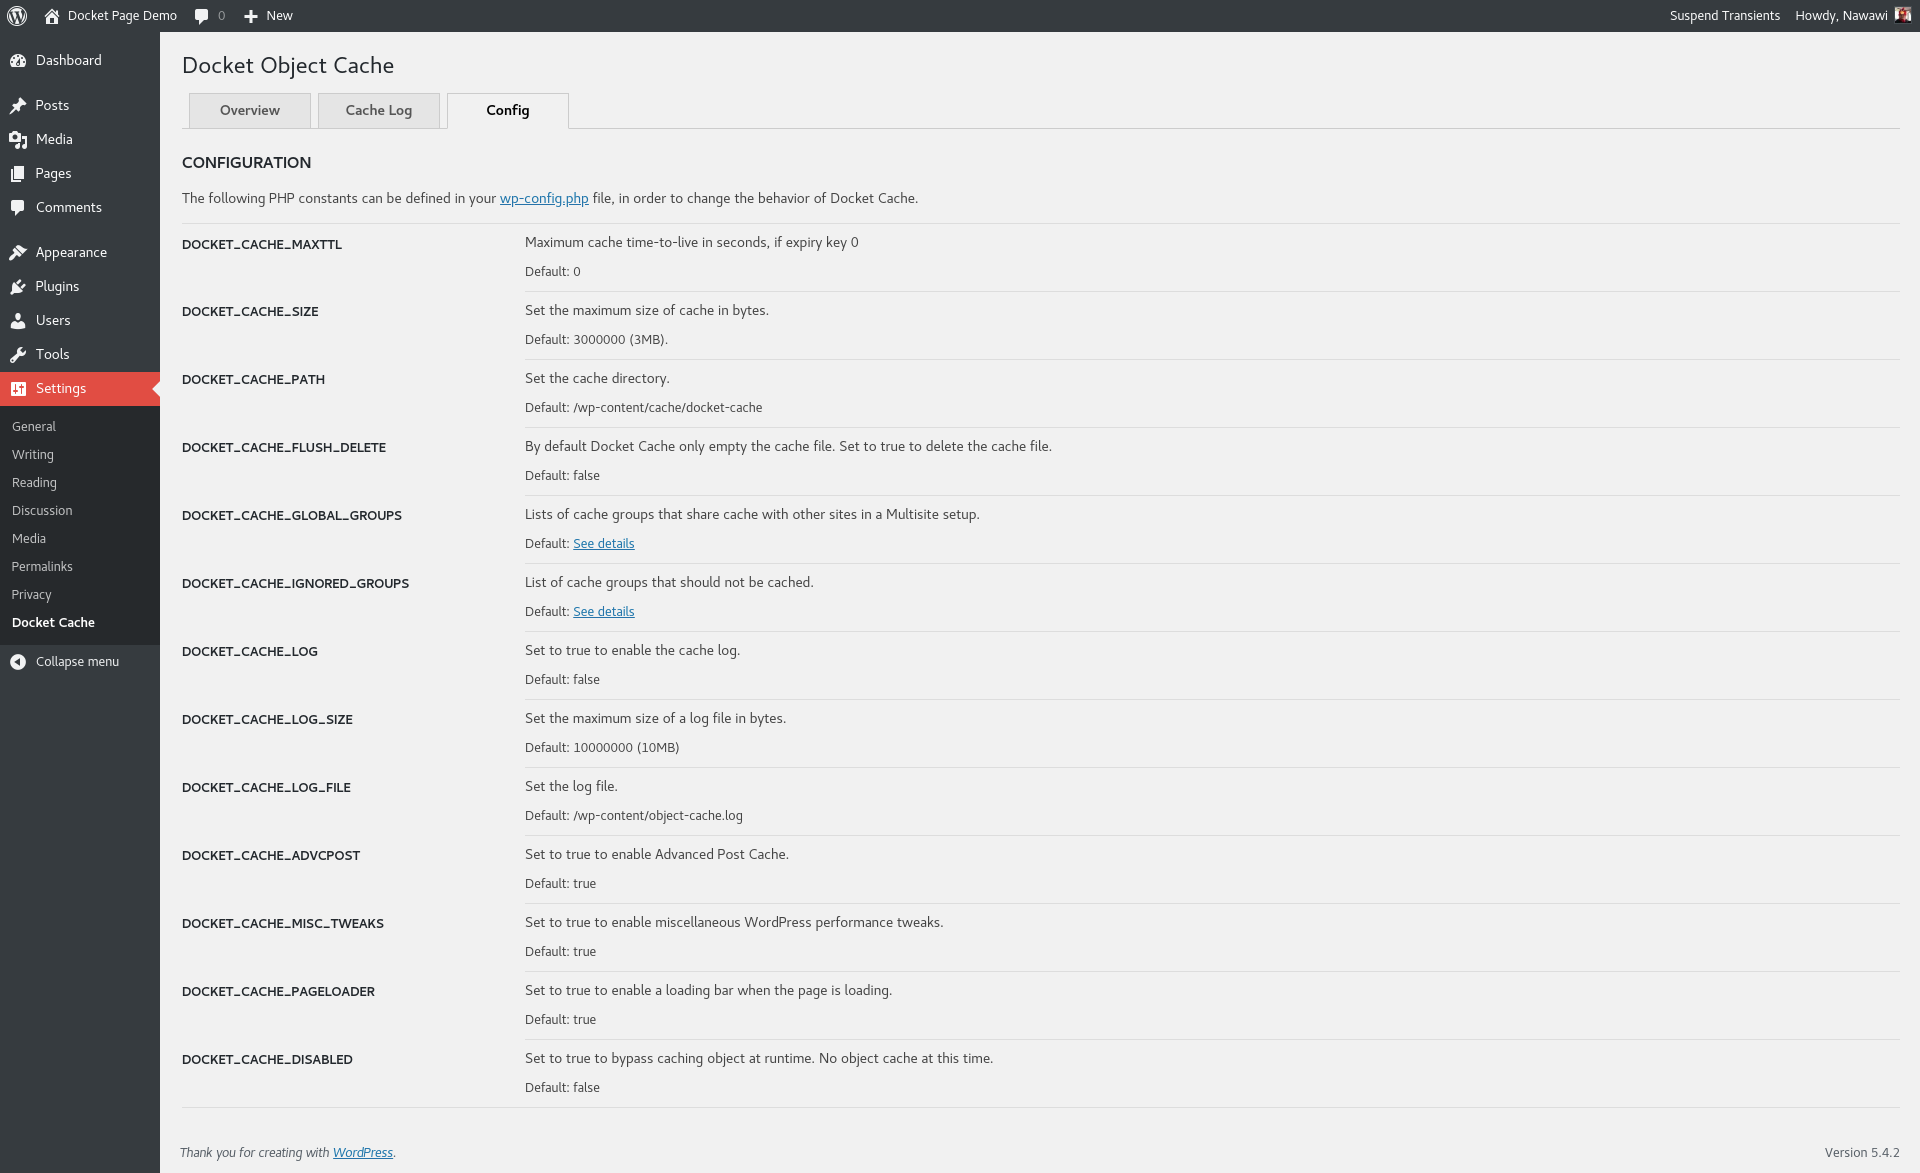 Docket Page Demo 0 New Suspend Transients Howdy, Nawawi
Dashboard
Posts
Media
Pages
Comments
Appearance
Plugins
Users
Tools
Settings
General
Writing
Reading
Discussion
Media
Permalinks
Privacy
Docket Cache
Collapse menu
Docket Object Cache
Overview Cache Log Config
CONFIGURATION
The following PHP constants can be defined in your wp-config.php file, in order to change the behavior of Docket Cache.
DOCKET_CACHE_MAXTTL Maximum cache time-to-live in seconds, if expiry key 0
Default: 0
DOCKET_CACHE_SIZE Set the maximum size of cache in bytes.
Default: 3000000 (3MB).
DOCKET_CACHE_PATH Set the cache directory.
Default: /wp-content/cache/docket-cache
DOCKET_CACHE_FLUSH_DELETE By default Docket Cache only empty the cache file. Set to true to delete the cache file.
Default: false
DOCKET_CACHE_GLOBAL_GROUPS Lists of cache groups that share cache with other sites in a Multisite setup.
Default: See details
DOCKET_CACHE_IGNORED_GROUPS List of cache groups that should not be cached.
Default: See details
DOCKET_CACHE_LOG Set to true to enable the cache log.
Default: false
DOCKET_CACHE_LOG_SIZE Set the maximum size of a log file in bytes.
Default: 10000000 (10MB)
DOCKET_CACHE_LOG_FILE Set the log file.
Default: /wp-content/object-cache.log
DOCKET_CACHE_ADVCPOST Set to true to enable Advanced Post Cache.
Default: true
DOCKET_CACHE_MISC_TWEAKS Set to true to enable miscellaneous WordPress performance tweaks.
Default: true
DOCKET_CACHE_PAGELOADER Set to true to enable a loading bar when the page is loading.
Default: true
DOCKET_CACHE_DISABLED Set to true to bypass caching object at runtime. No object cache at this time.
Default: false
Thank you for creating with WordPress. Version 5.4.2